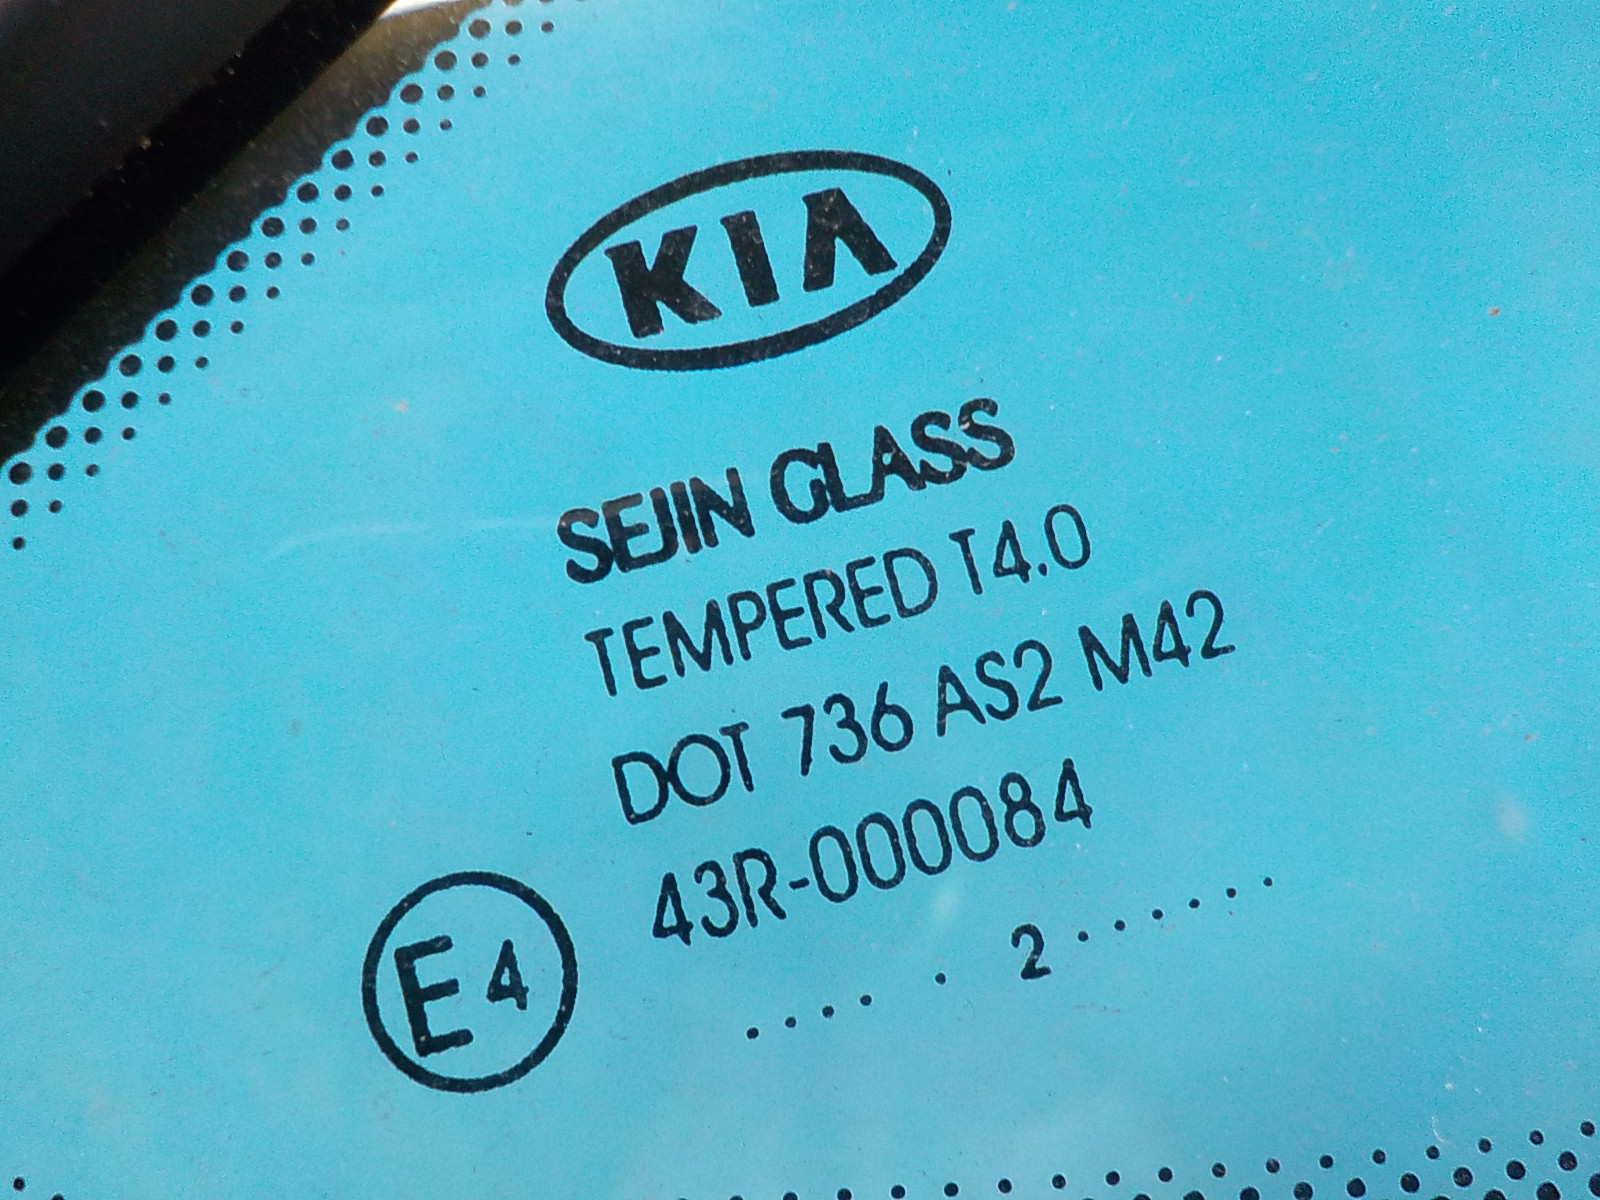 KIA
SEJIN GLASS
TEMPERED T4.0
DOT 736 AS2 M42
43R-000084
E4
.... . 2 ......